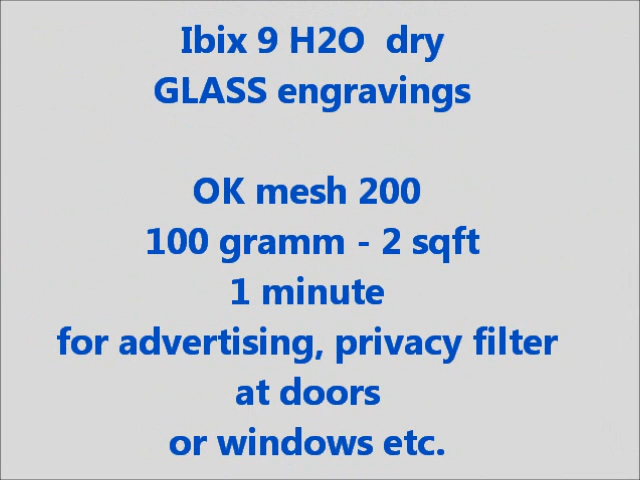 Ibix 9 H2O  dry
GLASS engravings
OK mesh 200
100 gramm - 2 sqft
1 minute
for advertising, privacy filter
at doors
or windows etc.